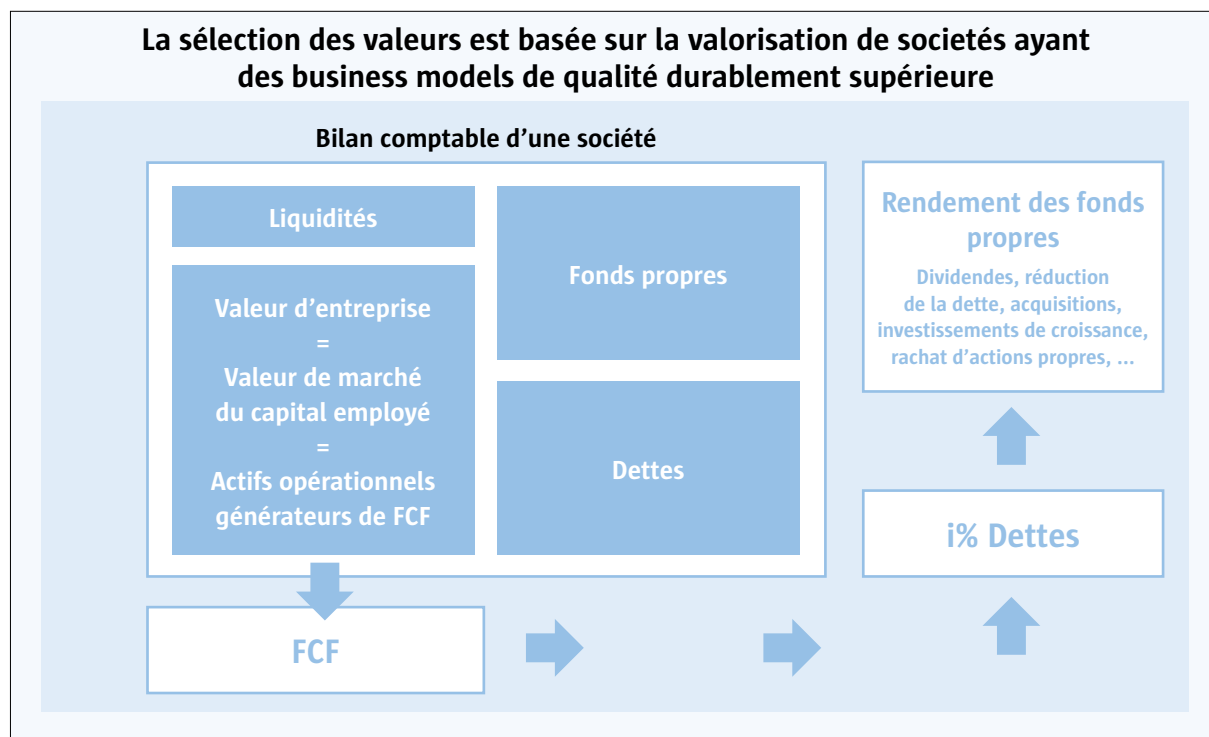 La sélection des valeurs est basée sur la valorisation de societés ayant
des business models de qualité durablement supérieure
Bilan comptable d’une société
Liquidités
Valeur d’entreprise
=
Valeur de marché
du capital employé
=
Actifs opérationnels
générateurs de FCF
Fonds propres
Dettes
FCF
i% Dettes
Rendement des fonds
propres
Dividendes, réduction
de la dette, acquisitions,
investissements de croissance,
rachat d’actions propres, ...